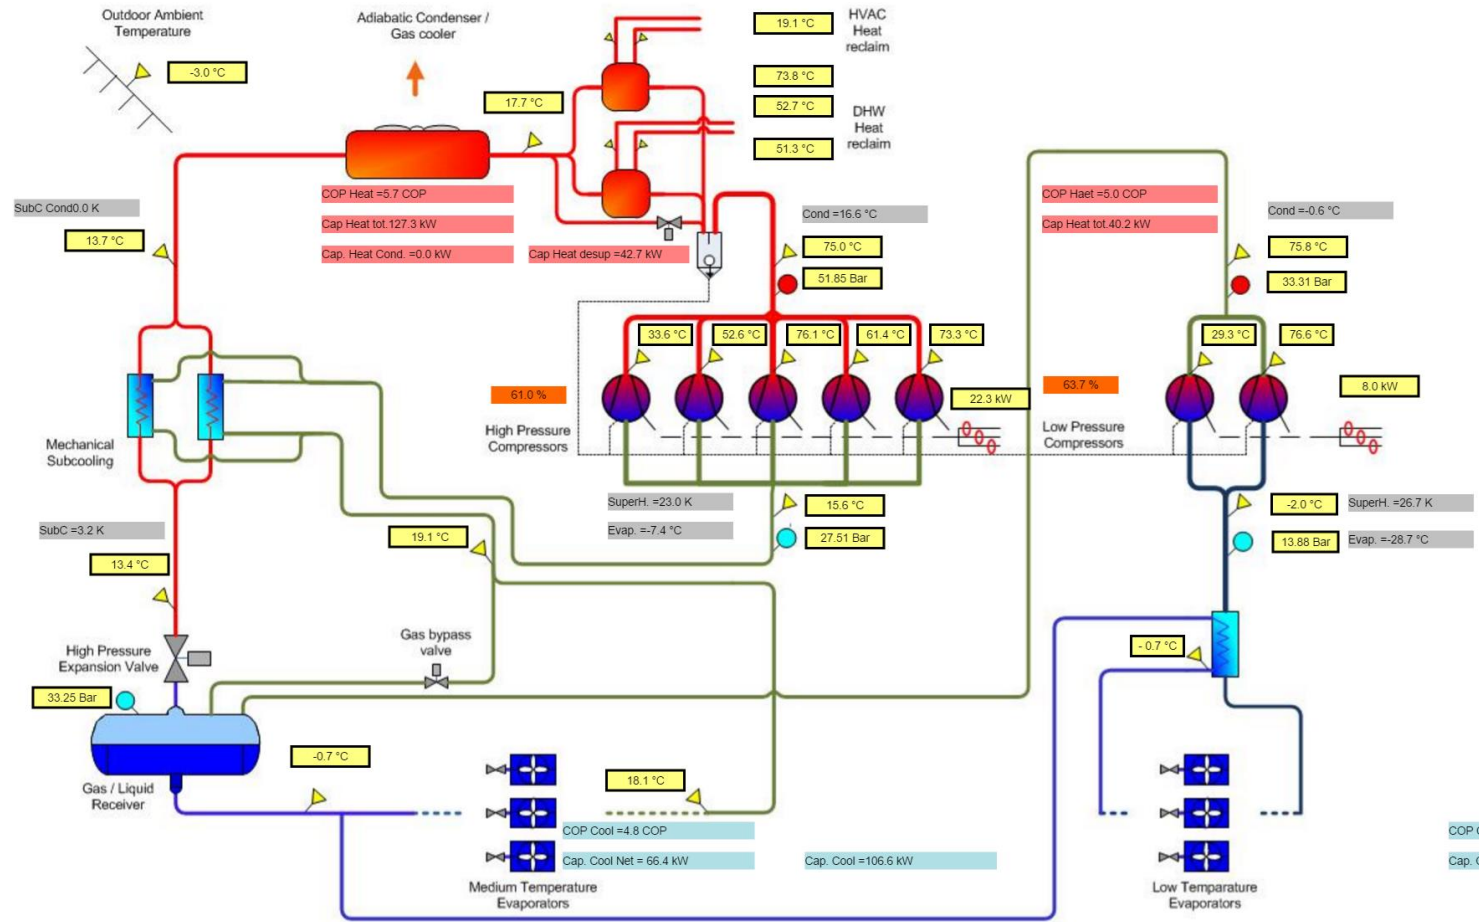 Outdoor Ambient
Temperature
-3.0 °C
Adiabatic Condenser /
Gas cooler
17.7 °C
19.1 °C
HVAC
Heat
reclaim
73.8 °C
52.7 °C
DHW
Heat
reclaim
51.3 °C
SubC Cond0.0 K
13.7 °C
COP Heat =5.7 COP
Cap Heat tot.127.3 kW
Cap. Heat Cond. =0.0 kW
Cap Heat desup =42.7 kW
Cond =16.6 °C
75.0 °C
51.85 Bar
COP Haet =5.0 COP
Cap Heat tot.40.2 kW
Cond =-0.6 °C
75.8 °C
33.31 Bar
33.6 °C
52.6 °C
76.1 °C
61.4 °C
73.3 °C
29.3 °C
76.6 °C
61.0 %
22.3 kW
63.7 %
8.0 kW
High Pressure
Compressors
Low Pressure
Compressors
Mechanical
Subcooling
SuperH. =23.0 K
15.6 °C
Evap. =-7.4 °C
27.51 Bar
-2.0 °C
SuperH. =26.7 K
13.88 Bar
Evap. =-28.7 °C
SubC =3.2 K
13.4 °C
19.1 °C
High Pressure
Expansion Valve
Gas bypass
valve
- 0.7 °C
33.25 Bar
Gas / Liquid
Receiver
-0.7 °C
18.1 °C
COP Cool =4.8 COP
Cap. Cool Net = 66.4 kW
Cap. Cool =106.6 kW
Medium Temperature
Evaporators
Low Temparature
Evaporators
COP
Cap.